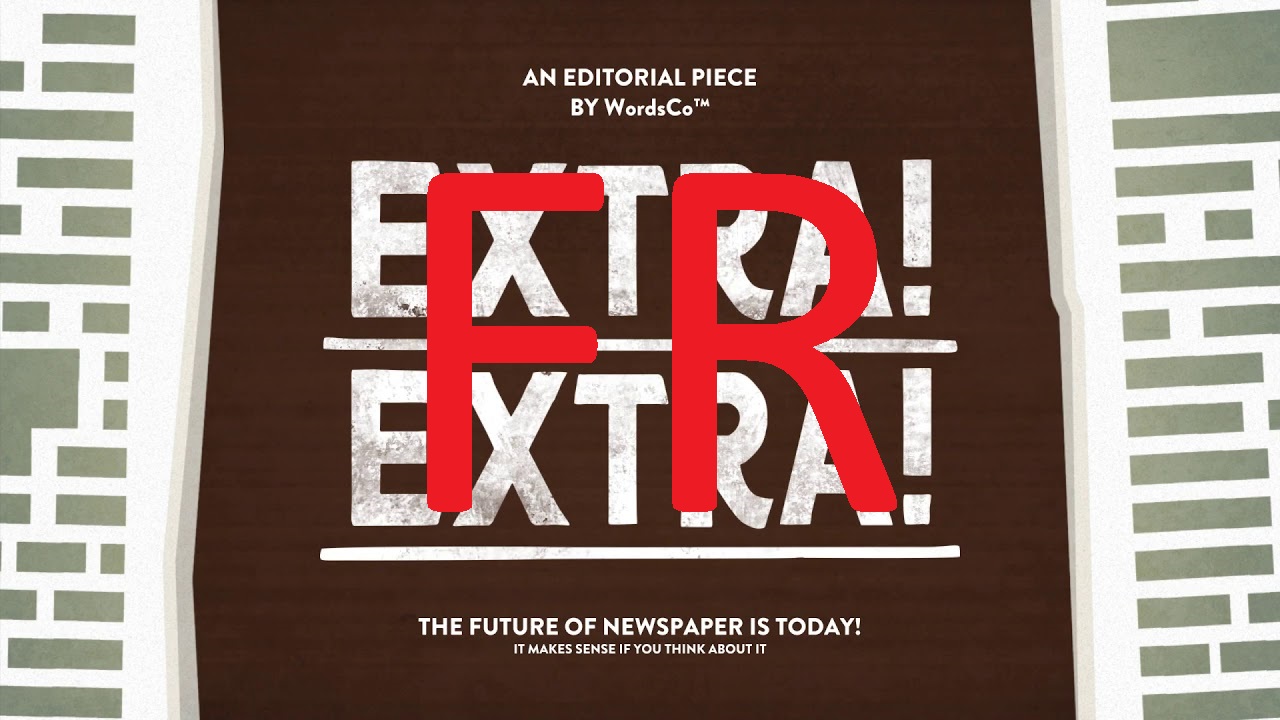 AN EDITORIAL PIECE
BY WordsCo™
EXTRA!
FR
EXTRA!
THE FUTURE OF NEWSPAPER IS TODAY!
IT MAKES SENSE IF YOU THINK ABOUT IT